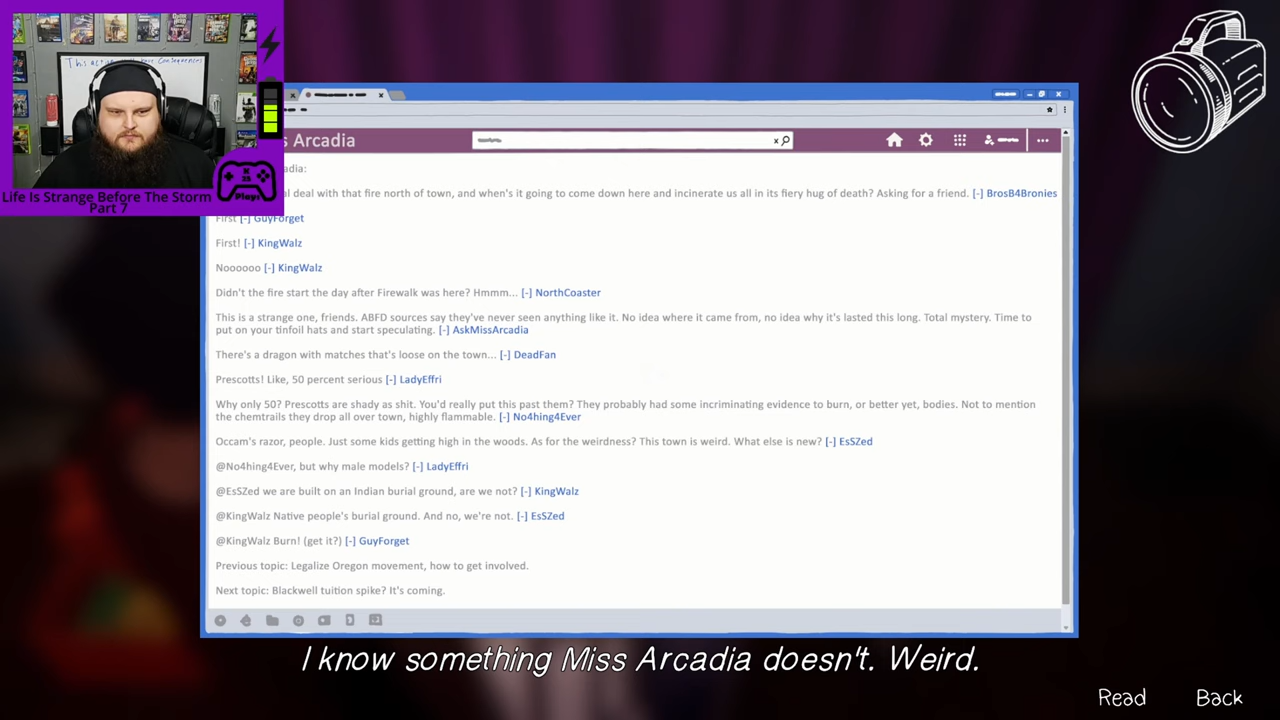 This action will have consequences
Life Is Strange Before The Storm
Part 7
Play!
s Arcadia
x
adia:
l deal with that fire north of town, and when's it going to come down here and incinerate us all in its fiery hug of death? Asking for a friend. [-] BrosB4Bronies
First [-] GuyForget
First! [-] KingWalz
Noooooo [-] KingWalz
Didn't the fire start the day after Firewalk was here? Hmmm... [-] NorthCoaster
This is a strange one, friends. ABFD sources say they've never seen anything like it. No idea where it came from, no idea why it's lasted this long. Total mystery. Time to
put on your tinfoil hats and start speculating. [-] AskMissArcadia
There's a dragon with matches that's loose on the town... [-] DeadFan
Prescotts! Like, 50 percent serious [-] LadyEffri
Why only 50? Prescotts are shady as shit. You'd really put this past them? They probably had some incriminating evidence to burn, or better yet, bodies. Not to mention
the chemtrails they drop all over town, highly flammable. [-] No4hing4Ever
Occam's razor, people. Just some kids getting high in the woods. As for the weirdness? This town is weird. What else is new? [-] EsSZed
@No4hing4Ever, but why male models? [-] LadyEffri
@EsSZed we are built on an Indian burial ground, are we not? [-] KingWalz
@KingWalz Native people's burial ground. And no, we're not. [-] EsSZed
@KingWalz Burn! (get it?) [-] GuyForget
Previous topic: Legalize Oregon movement, how to get involved.
Next topic: Blackwell tuition spike? It's coming.
I know something Miss Arcadia doesn't. Weird.
Read Back